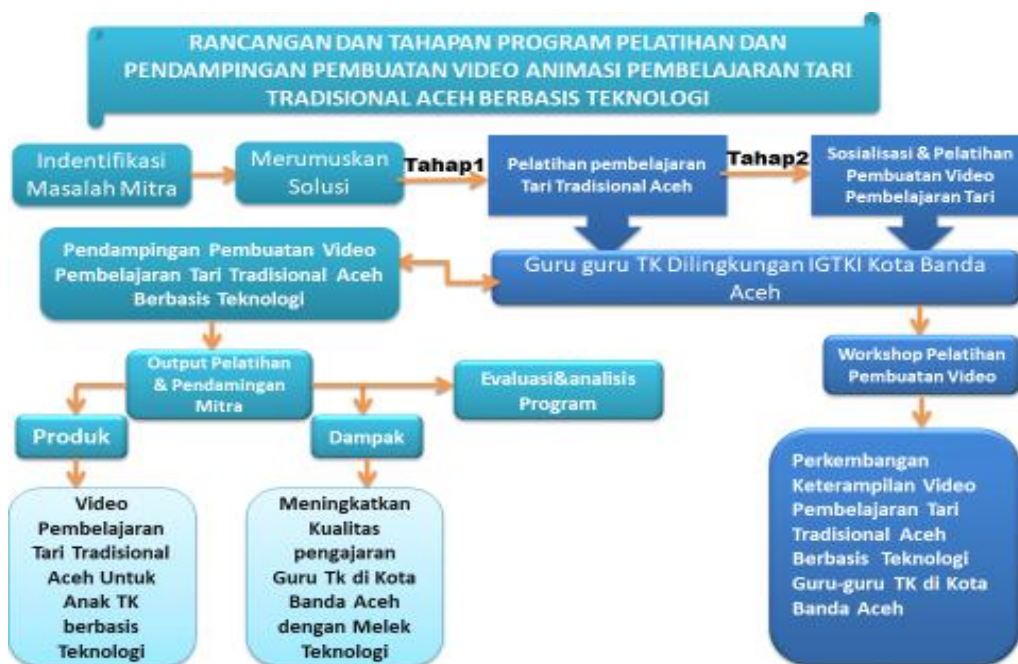 RANCANGAN DAN TAHAPAN PROGRAM PELATIHAN DAN
PENDAMPINGAN PEMBUATAN VIDEO ANIMASI PEMBELAJARAN TARI
TRADISIONAL ACEH BERBASIS TEKNOLOGI
Indentifikasi
Masalah Mitra
Merumuskan
Solusi
Tahap1
Pelatihan pembelajaran
Tari Tradisional Aceh
Tahap2
Sosialisasi & Pelatihan
Pembuatan Video
Pembelajaran Tari
Pendampingan Pembuatan Video
Pembelajaran Tari Tradisional Aceh
Berbasis Teknologi
Guru guru TK Dilingkungan IGTKI Kota Banda
Aceh
Output Pelatihan
& Pendamingan
Mitra
Evaluasi&analisis
Program
Workshop Pelatihan
Pembuatan Video
Produk
Dampak
Video
Pembelajaran
Tari Tradisional
Aceh Untuk
Anak TK
berbasis
Teknologi
Meningkatkan
Kualitas
pengajaran
Guru Tk di Kota
Banda Aceh
dengan Melek
Teknologi
Perkembangan
Keterampilan Video
Pembelajaran Tari
Tradisional Aceh
Berbasis Teknologi
Guru-guru TK di Kota
Banda Aceh